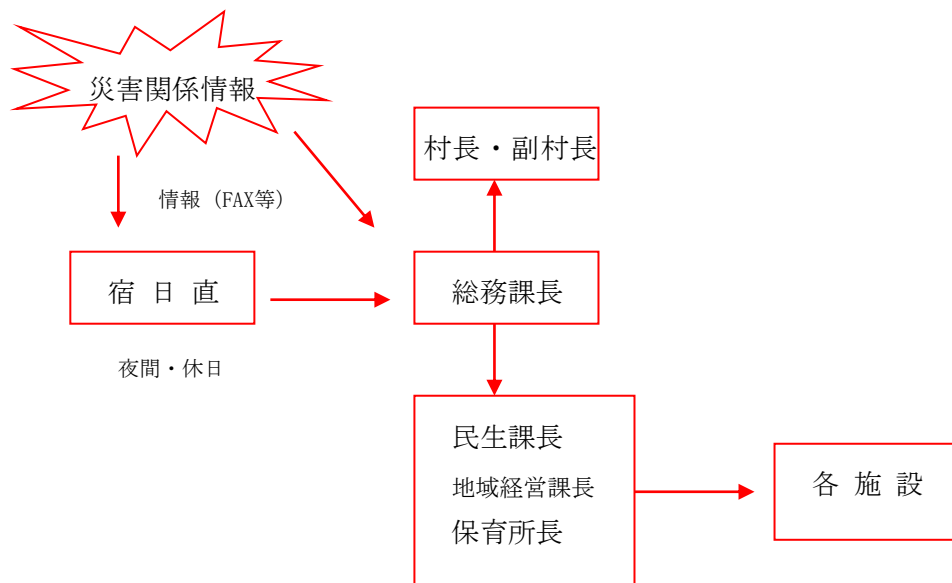 災害関係情報
村長・副村長
情報（FAX等）
宿 日 直
総務課長
夜間・休日
民生課長
地域経営課長
保育所長
各 施 設